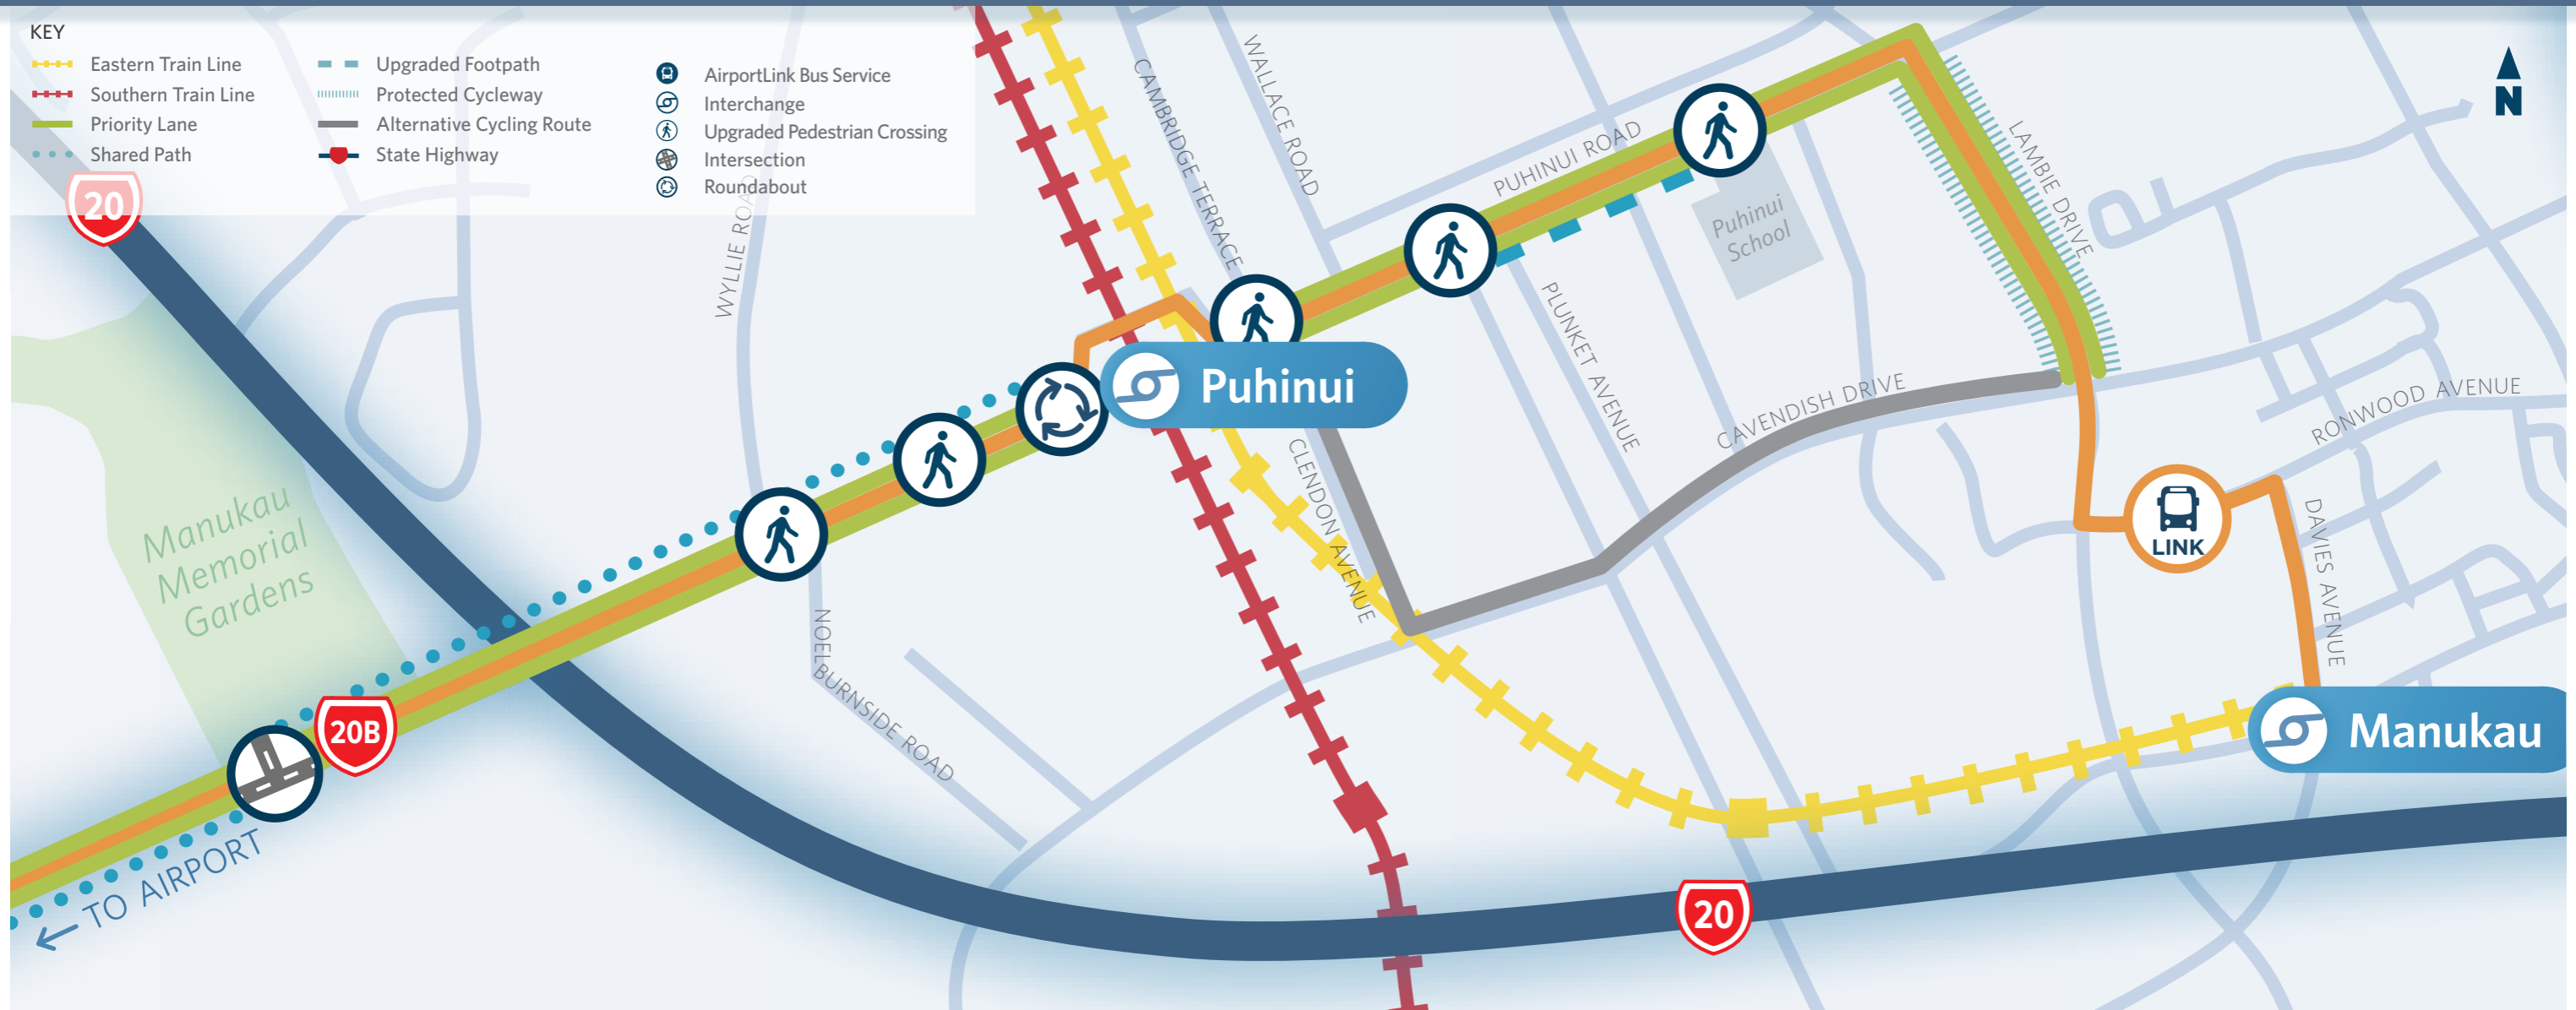 KEY
Eastern Train Line
Southern Train Line
Priority Lane
Shared Path
Upgraded Footpath
Protected Cycleway
Alternative Cycling Route
State Highway
AirportLink Bus Service
Interchange
Upgraded Pedestrian Crossing
Intersection
Roundabout
N
20
WYLLIE ROAD
CAMBRIDGE TERRACE
WALLACE ROAD
PUHINUI ROAD
Puhinui
School
LAMBIE DRIVE
PLUNKET AVENUE
Puhinui
CAVENDISH DRIVE
RONWOOD AVENUE
CLENDON AVENUE
LINK
DAVIES AVENUE
Manukau
Memorial
Gardens
NOEL BURNSIDE ROAD
20B
Manukau
TO AIRPORT
20